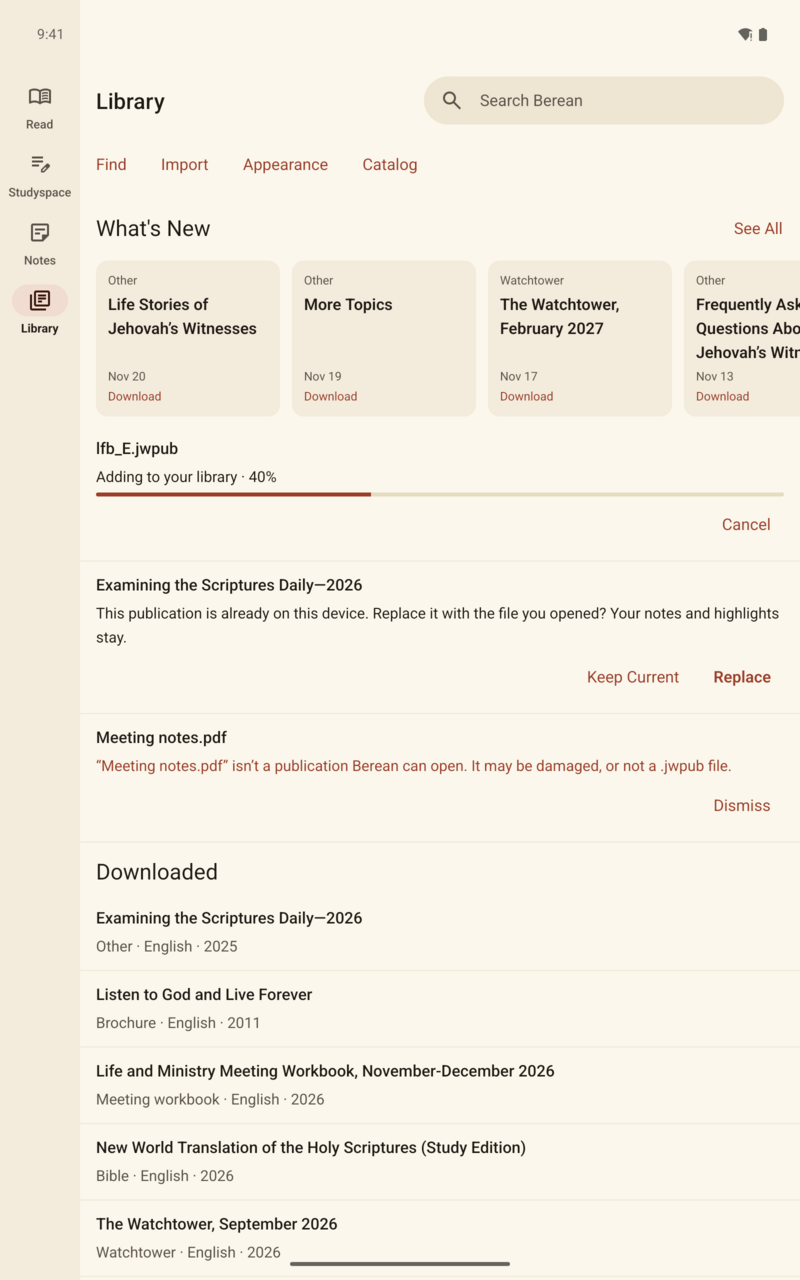 9:41
Read
Studyspace
Notes
Library
Library
Search Berean
Find Import Appearance Catalog
What's New
See All
Other
Life Stories of
Jehovah’s Witnesses
Nov 20
Download
Other
More Topics
Nov 19
Download
Watchtower
The Watchtower,
February 2027
Nov 17
Download
Other
Frequently Ask
Questions Abo
Jehovah’s Witn
Nov 13
Download
lfb_E.jwpub
Adding to your library · 40%
Cancel
Examining the Scriptures Daily—2026
This publication is already on this device. Replace it with the file you opened? Your notes and highlights
stay.
Keep Current Replace
Meeting notes.pdf
“Meeting notes.pdf” isn’t a publication Berean can open. It may be damaged, or not a .jwpub file.
Dismiss
Downloaded
Examining the Scriptures Daily—2026
Other · English · 2025
Listen to God and Live Forever
Brochure · English · 2011
Life and Ministry Meeting Workbook, November-December 2026
Meeting workbook · English · 2026
New World Translation of the Holy Scriptures (Study Edition)
Bible · English · 2026
The Watchtower, September 2026
Watchtower · English · 2026